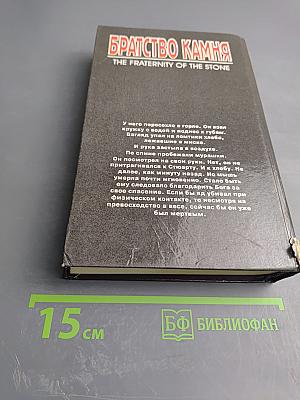 БРАТСТВО КАМНЯ
THE FRATERNITY OF THE STONE
У него пересохло в горле. Он взял
кружку с водой и поднес к губам.
Взгляд упал на ломтики хлеба,
лежавшие в миске.
И рука застыла в воздухе.
По спине пробежали мурашки.
Он посмотрел на свои руки. Нет, он не
притрагивался к Стюарту. И к хлебу. Не
далее, как минуту назад. Но мышь
умерла почти мгновенно. Стало быть,
ему следовало благодарить Бога за
свое спасение. Если бы яд убивал при
физическом контакте, то несмотря на
превосходство в весе, сейчас бы он уже
был мертвым.
15 см
БФ БИБЛИОФАН